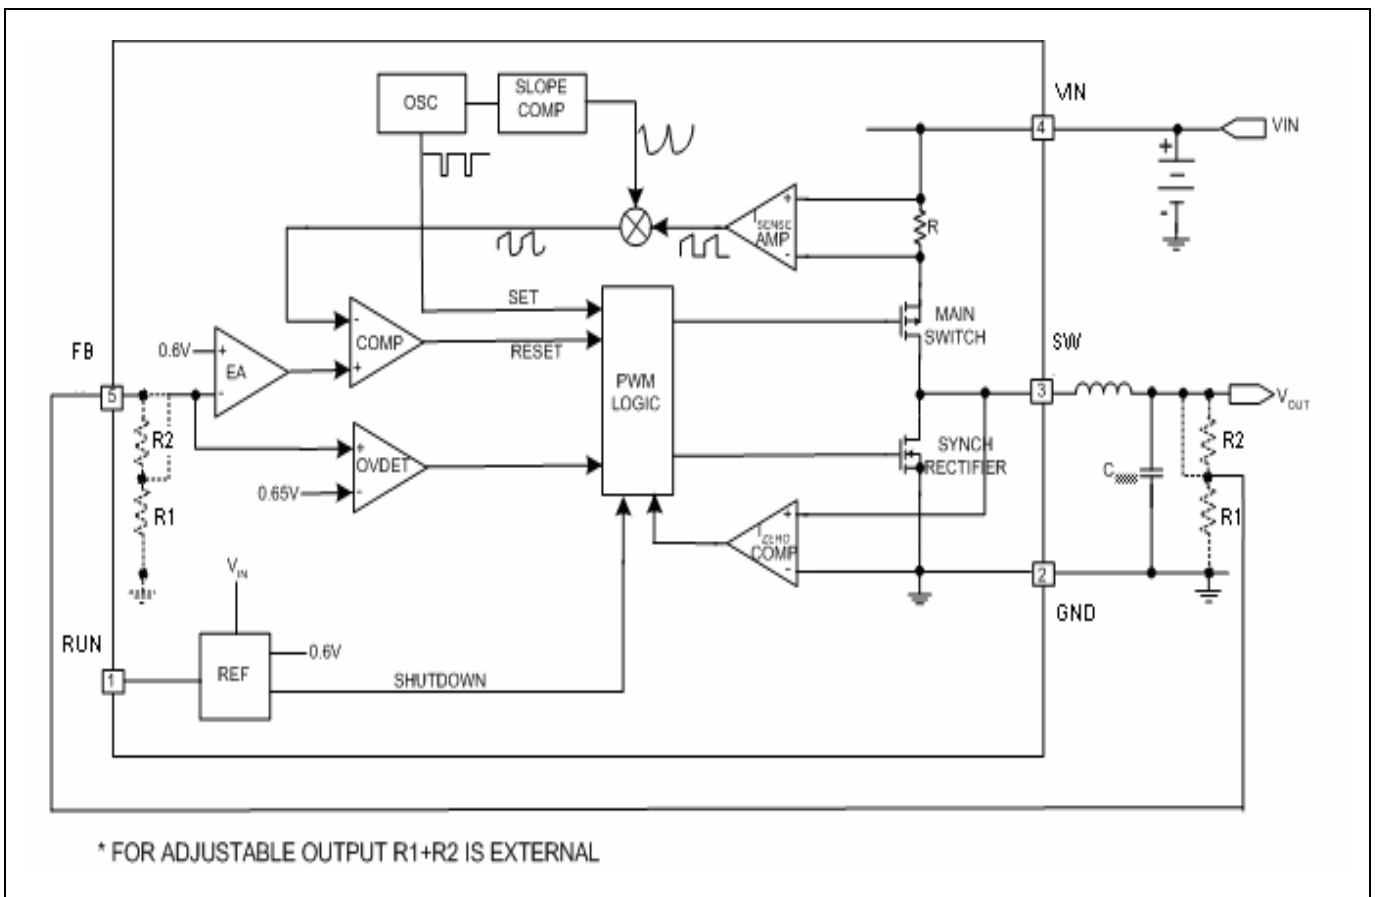 OSC
SLOPE
COMP
VIN
4
VIN
+
-
-
+
I SENSE
AMP
-
R
SET
MAIN
SWITCH
SW
FB
0.6V
+
EA
-
-
COMP
+
RESET
PWM
LOGIC
5
3
V OUT
R2
+
OVDET
-
0.65V
SYNCH
RECTIFIER
R2
C
R1
R1
+
I ZERO
COMP
-
2
GND
V IN
RUN
1
REF
0.6V
SHUTDOWN
* FOR ADJUSTABLE OUTPUT R1+R2 IS EXTERNAL